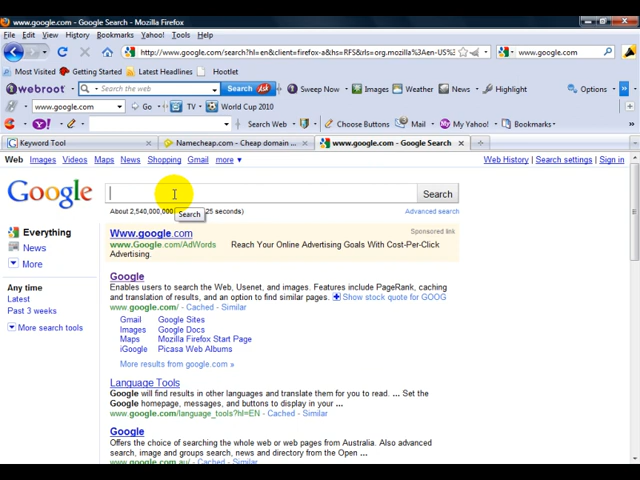 www.google.com - Google Search - Mozilla Firefox
File Edit View History Bookmarks Yahoo! Tools Help
http://www.google.com/search?hl=en&client=firefox-a&hs=RFS&rls=org.mozilla%3Aen-US% www.google.com
Most Visited Getting Started Latest Headlines Hootlet
webroot Search the web Search Ask Sweep Now Images Weather News Highlight Options
www.google.com Go TV World Cup 2010
Y! Search Web Choose Buttons Mail My Yahoo! Bookmarks
Keyword Tool Namecheap.com - Cheap domain ... www.google.com - Google Search
Web Images Videos Maps News Shopping Gmail more Web History | Search settings | Sign in
Google Search
About 2,540,000,000 25 seconds) Advanced search
Search
Everything
News
More
Any time
Latest
Past 3 weeks
More search tools
Www.google.com Sponsored link
www.Google.com/AdWords Reach Your Online Advertising Goals With Cost-Per-Click
Advertising.
Google
Enables users to search the Web, Usenet, and images. Features include PageRank, caching
and translation of results, and an option to find similar pages. Show stock quote for GOOG
www.google.com/ - Cached - Similar
Gmail Google Sites
Images Google Docs
Maps Mozilla Firefox Start Page
iGoogle Picasa Web Albums
More results from google.com »
Language Tools
Google will find results in other languages and translate them for you to read. ... Set the
Google homepage, messages, and buttons to display in your ...
www.google.com/language_tools?hl=EN - Cached - Similar
Google
Offers the choice of searching the whole web or web pages from Australia. Also advanced
search, image and groups search, news and directory from the Open ...
www.google.com.au/ - Cached - Similar